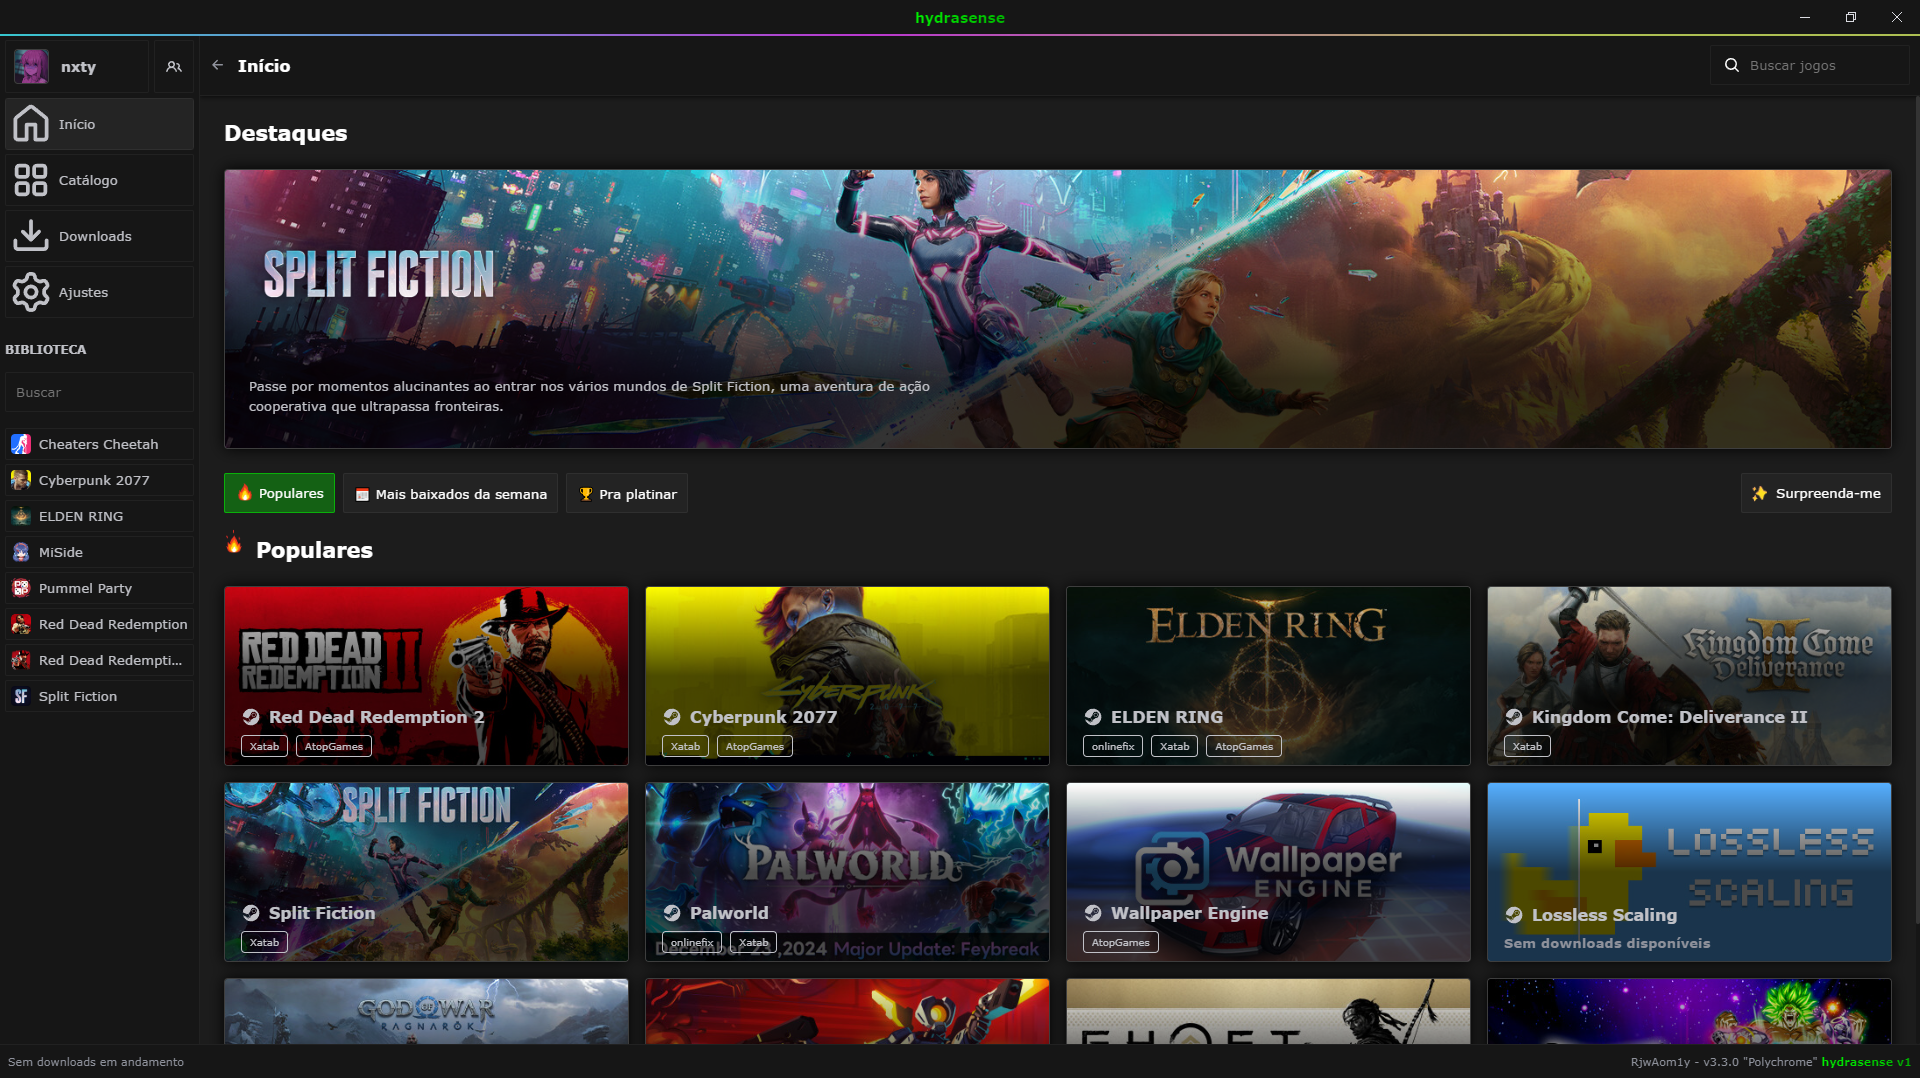 hydrasense
nxty
Início
Buscar jogos
Início
Catálogo
Downloads
Ajustes
BIBLIOTECA
Buscar
Cheaters Cheetah
Cyberpunk 2077
ELDEN RING
MiSide
Pummel Party
Red Dead Redemption
Red Dead Redempti...
SF Split Fiction
Destaques
SPLIT FICTION
Passe por momentos alucinantes ao entrar nos vários mundos de Split Fiction, uma aventura de ação
cooperativa que ultrapassa fronteiras.
Populares
Mais baixados da semana
Pra platinar
Surpreenda-me
Populares
RED DEAD
REDEMPTION II
Red Dead Redemption 2
Xatab
AtopGames
Cyberpunk
Cyberpunk 2077
Xatab
AtopGames
ELDEN RING
ELDEN RING
onlinefix
Xatab
AtopGames
Kingdom Come
Deliverance
II
Kingdom Come: Deliverance II
Xatab
SPLIT FICTION
Split Fiction
Xatab
PALWORLD
Palworld
onlinefix
Xatab
December 23, 2024 Major Update: Feybreak
Wallpaper
ENGINE
Wallpaper Engine
AtopGames
LOSSLESS
SCALING
Lossless Scaling
Sem downloads disponíveis
GOD OF WAR
RAGNARÖK
Sem downloads em andamento
RjwAom1y - v3.3.0 "Polychrome" hydrasense v1